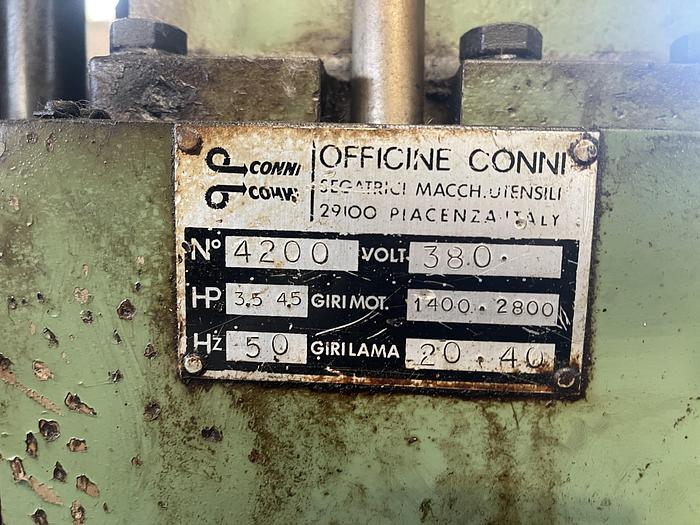 CONNI
CONNI
OFFICINE CONNI
SEGATRICI MACCH. UTENSILI
29100 PIACENZA ITALY
Nº 4200 VOLT. 380
HP 3.5 4.5 GIRI MOT. 1400 - 2800
Hz 50 GIRI LAMA 20 - 40